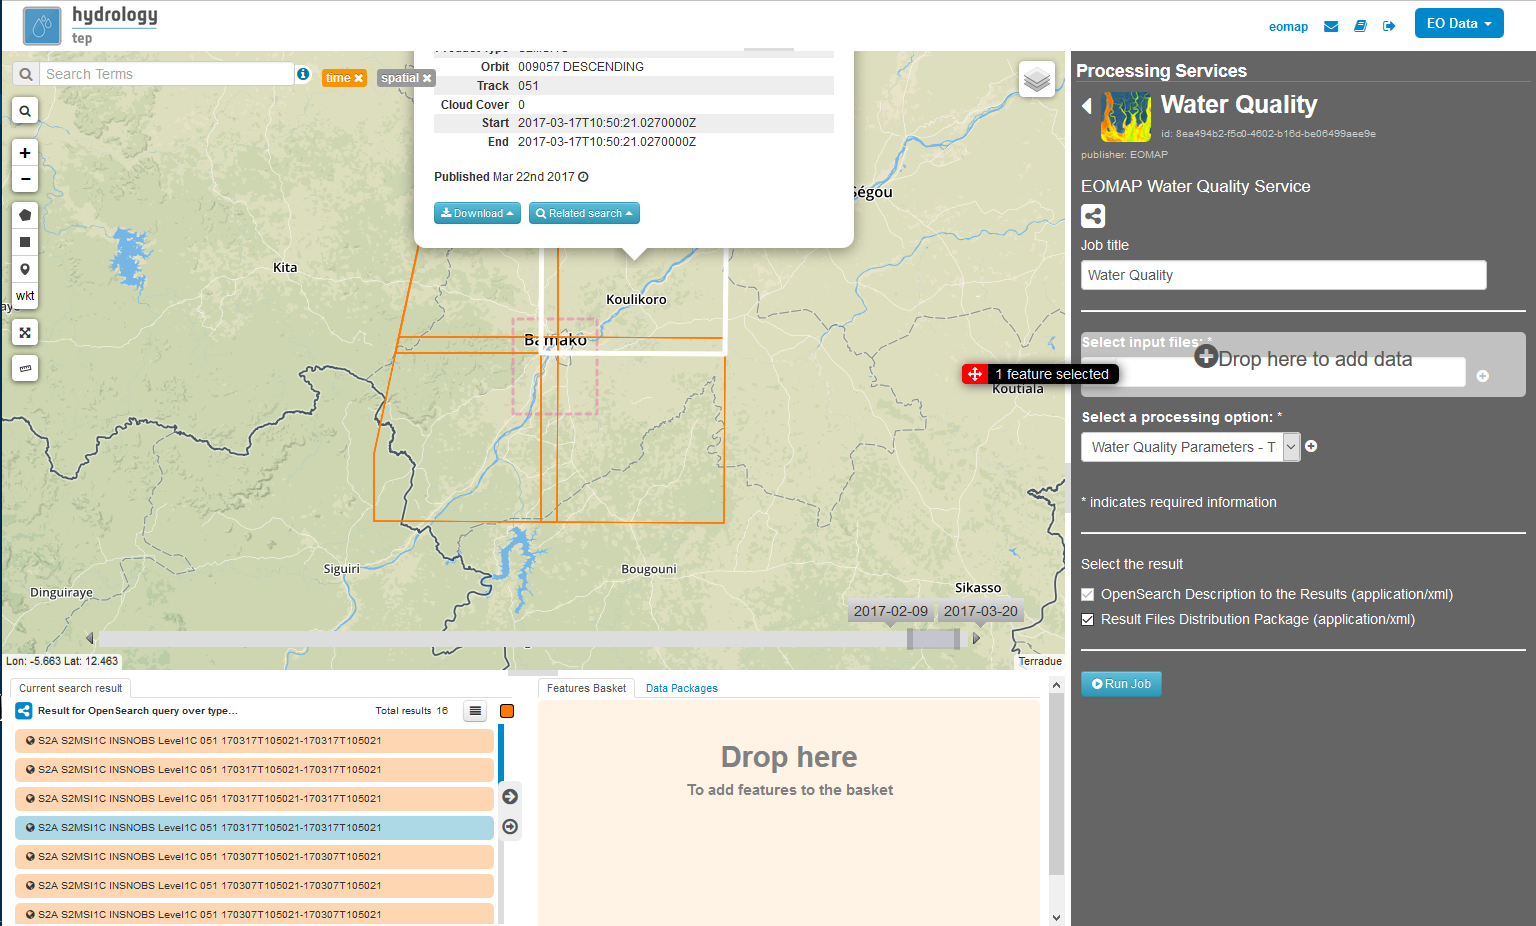 hydrology
tep
eomap
EO Data
Search Terms
time
spatial
Orbit 009057 DESCENDING
Track 051
Cloud Cover 0
Start 2017-03-17T10:50:21.0270000Z
End 2017-03-17T10:50:21.0270000Z
Published Mar 22nd 2017
Download
Related search
wkt
Kita
Ségou
Koulikoro
Bamako
Koutiala
Siguiri
Bougouni
Dinguiraye
Sikasso
2017-02-09
2017-03-20
Lon: -5.663 Lat: 12.463
Terradue
1 feature selected
Processing Services
Water Quality
id: 8ea494b2-f5c0-4602-b16d-be06499aee9e
publisher: EOMAP
EOMAP Water Quality Service
Job title
Water Quality
Select input files: *
Drop here to add data
Select a processing option: *
Water Quality Parameters - T
* indicates required information
Select the result
OpenSearch Description to the Results (application/xml)
Result Files Distribution Package (application/xml)
Run Job
Current search result
Result for OpenSearch query over type...
Total results 16
S2A S2MSI1C INSNOBS Level1C 051 170317T105021-170317T105021
S2A S2MSI1C INSNOBS Level1C 051 170317T105021-170317T105021
S2A S2MSI1C INSNOBS Level1C 051 170317T105021-170317T105021
S2A S2MSI1C INSNOBS Level1C 051 170317T105021-170317T105021
S2A S2MSI1C INSNOBS Level1C 051 170307T105021-170307T105021
S2A S2MSI1C INSNOBS Level1C 051 170307T105021-170307T105021
S2A S2MSI1C INSNOBS Level1C 051 170307T105021-170307T105021
Features Basket
Data Packages
Drop here
To add features to the basket